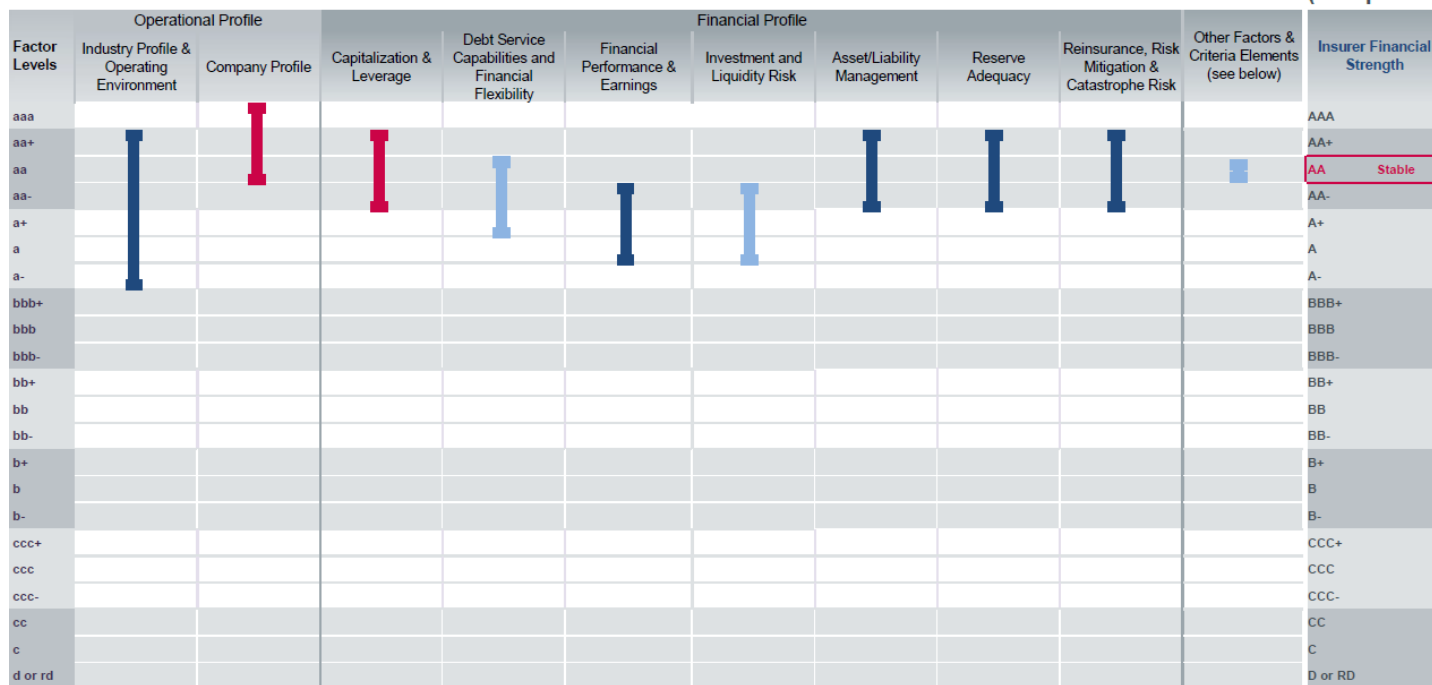 Operational Profile
Financial Profile
Factor
Levels
Industry Profile &
Operating
Environment
Company Profile
Capitalization &
Leverage
Debt Service
Capabilities and
Financial
Flexibility
Financial
Performance &
Earnings
Investment and
Liquidity Risk
Asset/Liability
Management
Reserve
Adequacy
Reinsurance, Risk
Mitigation &
Catastrophe Risk
Other Factors &
Criteria Elements
(see below)
Insurer Financial
Strength
aaa AAA
aa+ AA+
aa AA Stable
aa- AA-
a+ A+
a A
a- A-
bbb+ BBB+
bbb BBB
bbb- BBB-
bb+ BB+
bb BB
bb- BB-
b+ B+
b B
b- B-
ccc+ CCC+
ccc CCC
ccc- CCC-
cc CC
c C
d or rd D or RD